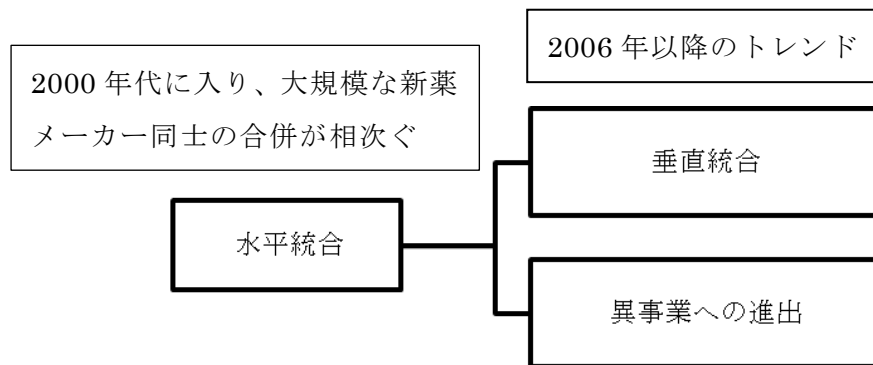 2000 年代に入り、大規模な新薬
メーカー同士の合併が相次ぐ
2006 年以降のトレンド
水平統合
垂直統合
異事業への進出